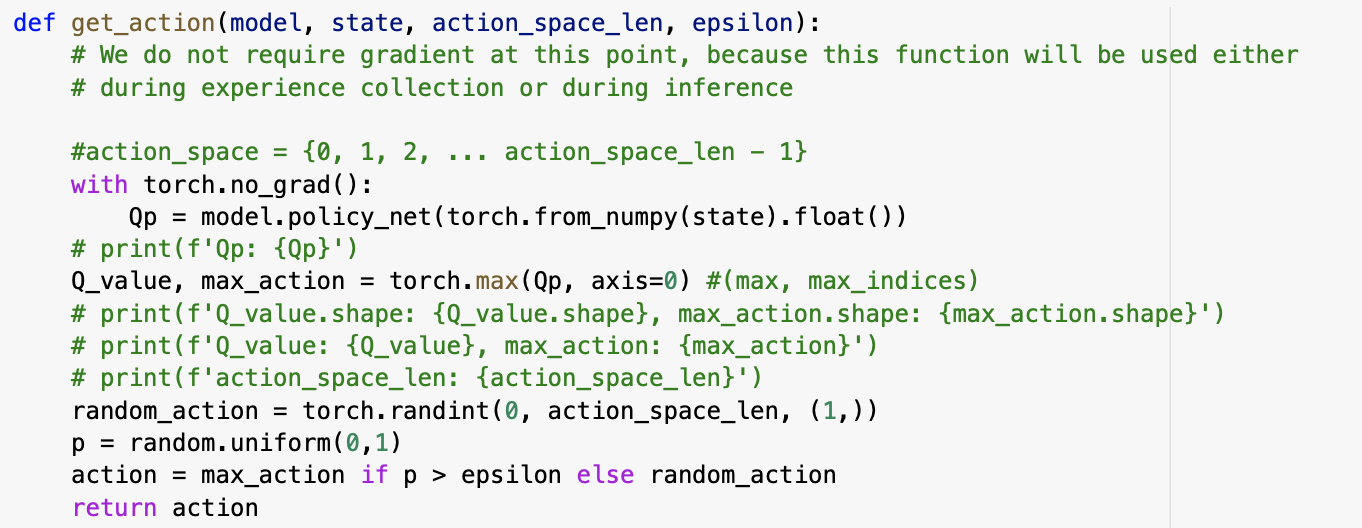 def get_action(model, state, action_space_len, epsilon):
    # We do not require gradient at this point, because this function will be used either
    # during experience collection or during inference

    #action_space = {0, 1, 2, ... action_space_len - 1}
    with torch.no_grad():
        Qp = model.policy_net(torch.from_numpy(state).float())
    # print(f'Qp: {Qp}')
    Q_value, max_action = torch.max(Qp, axis=0) #(max, max_indices)
    # print(f'Q_value.shape: {Q_value.shape}, max_action.shape: {max_action.shape}')
    # print(f'Q_value: {Q_value}, max_action: {max_action}')
    # print(f'action_space_len: {action_space_len}')
    random_action = torch.randint(0, action_space_len, (1,))
    p = random.uniform(0,1)
    action = max_action if p > epsilon else random_action
    return action